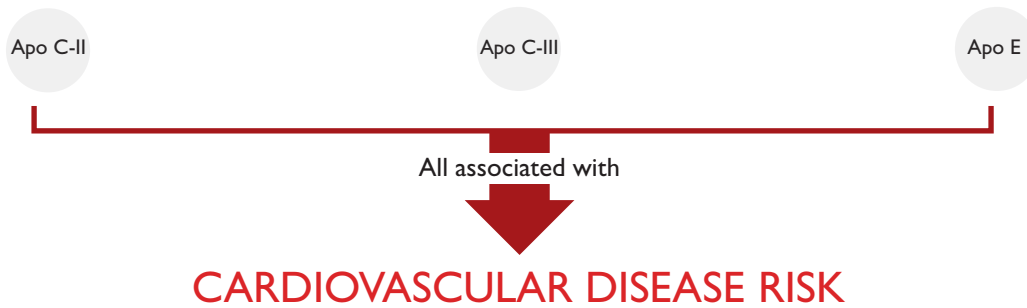 Apo C-II
Apo C-III
Apo E
All associated with
CARDIOVASCULAR DISEASE RISK